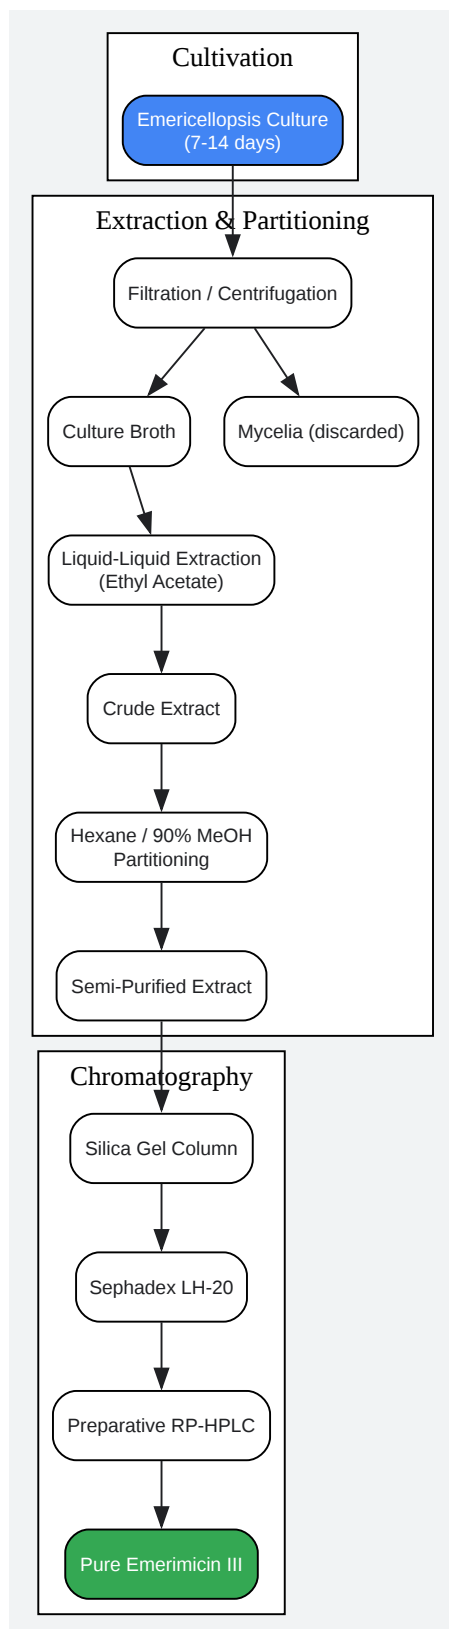 Cultivation
Emericellopsis Culture
(7-14 days)
Extraction & Partitioning
Filtration / Centrifugation
Culture Broth
Mycelia (discarded)
Liquid-Liquid Extraction
(Ethyl Acetate)
Crude Extract
Hexane / 90% MeOH
Partitioning
Semi-Purified Extract
Chromatography
Silica Gel Column
Sephadex LH-20
Preparative RP-HPLC
Pure Emerimicin III